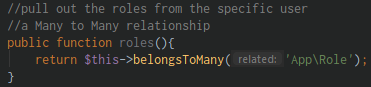 //pull out the roles from the specific user
//a Many to Many relationship
public function roles(){
return $this->belongsToMany( related: 'App\Role');
}